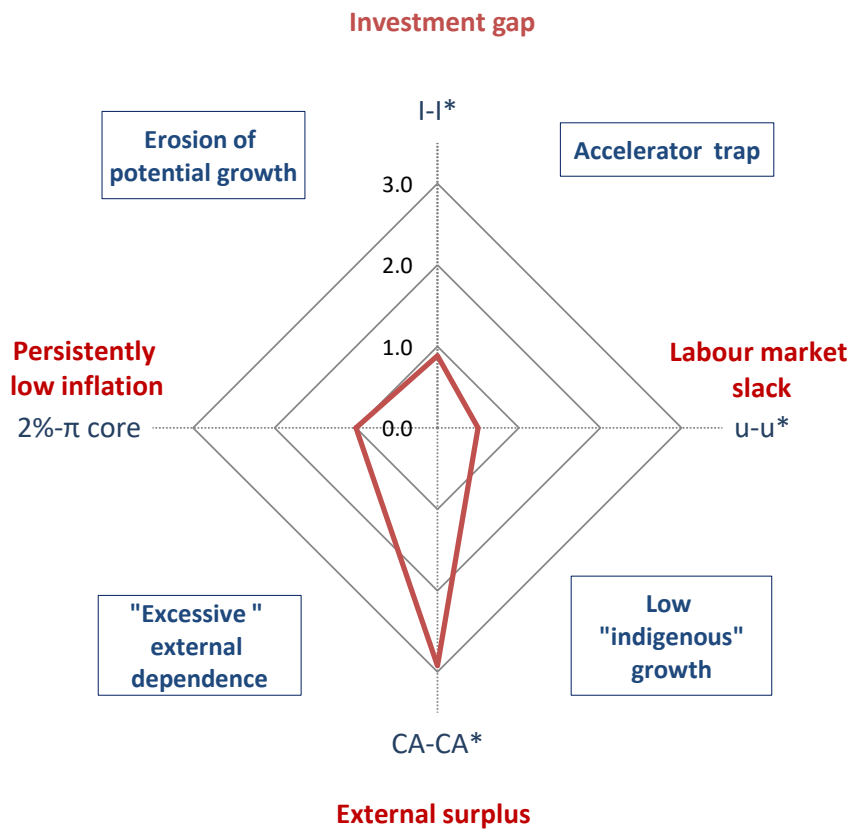 Investment gap
I-I*
Erosion of
potential growth
Accelerator trap
3.0
2.0
1.0
0.0
Persistently
low inflation
2%-π core
Labour market
slack
u-u*
"Excessive "
external
dependence
Low
"indigenous"
growth
CA-CA*
External surplus